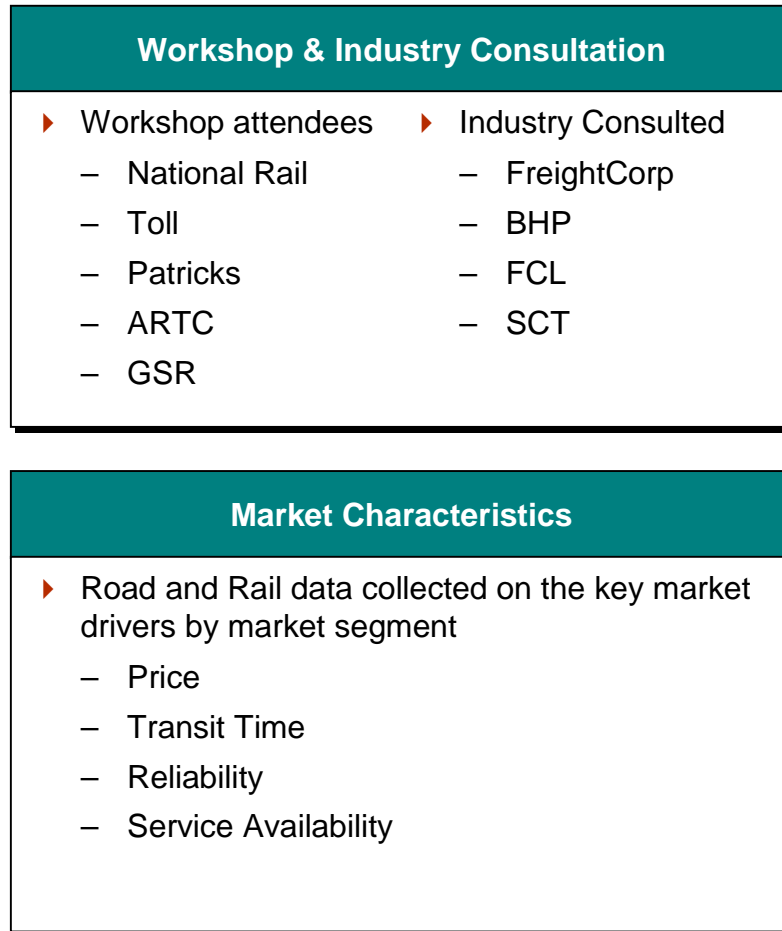 Workshop & Industry Consultation
Workshop attendees
– National Rail
– Toll
– Patricks
– ARTC
– GSR
Industry Consulted
– FreightCorp
– BHP
– FCL
– SCT
Market Characteristics
Road and Rail data collected on the key market
drivers by market segment
– Price
– Transit Time
– Reliability
– Service Availability